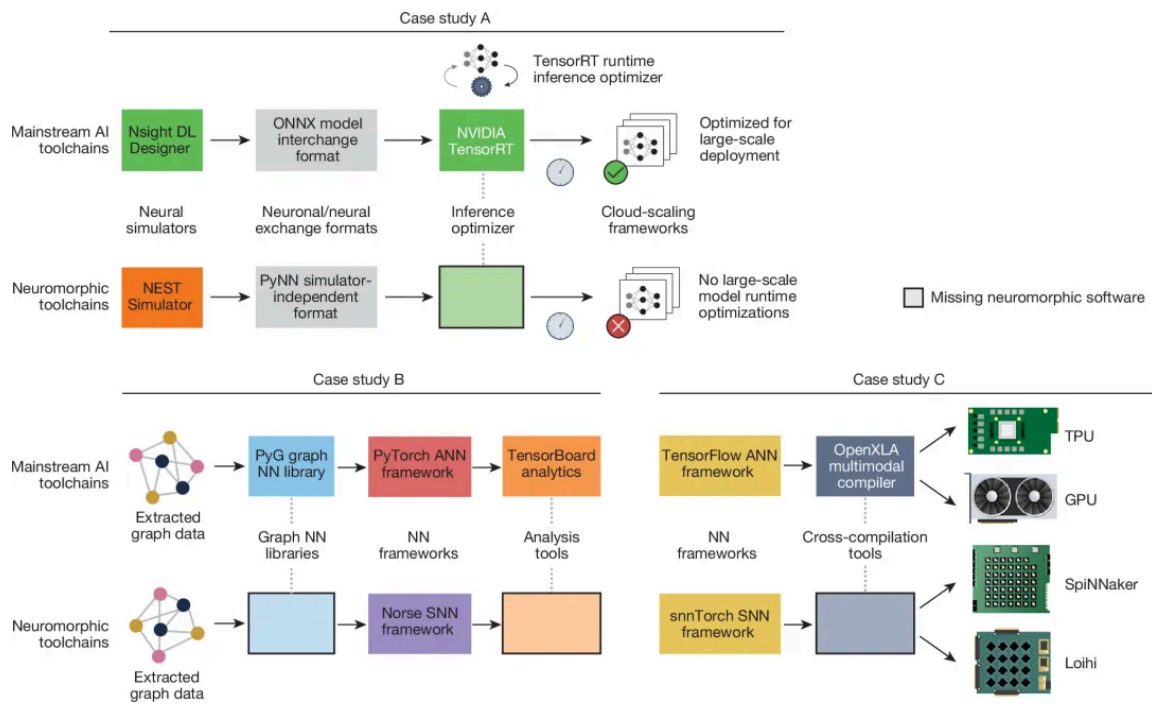 Case study A
TensorRT runtime
inference optimizer
Mainstream AI
toolchains
Nsight DL
Designer
ONNX model
interchange
format
NVIDIA
TensorRT
Optimized for
large-scale
deployment
Neural
simulators
Neuronal/neural
exchange formats
Inference
optimizer
Cloud-scaling
frameworks
Neuromorphic
toolchains
NEST
Simulator
PyNN simulator-
independent
format
No large-scale
model runtime
optimizations
Missing neuromorphic software
Case study B
Mainstream AI
toolchains
Extracted
graph data
PyG graph
NN library
PyTorch ANN
framework
TensorBoard
analytics
Graph NN
libraries
NN
frameworks
Analysis
tools
Neuromorphic
toolchains
Extracted
graph data
Norse SNN
framework
Case study C
TensorFlow ANN
framework
OpenXLA
multimodal
compiler
TPU
GPU
NN
frameworks
Cross-compilation
tools
snnTorch SNN
framework
SpiNNaker
Loihi